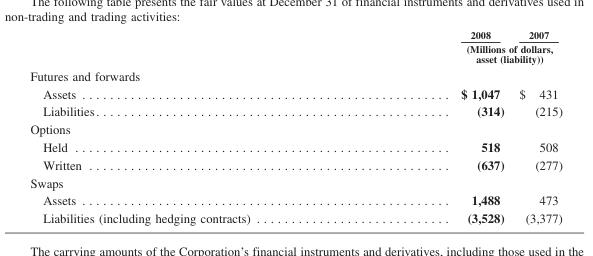 The following table presents the fair values at December 31 of financial instruments and derivatives used in
non-trading and trading activities:
2008 2007
(Millions of dollars,
asset (liability))
Futures and forwards
Assets . . . . . . . . . . . . . . . . . . . . . . . . . . . . . . . . . . . . . . . . . . . . . . . . . . . . . $ 1,047 $ 431
Liabilities . . . . . . . . . . . . . . . . . . . . . . . . . . . . . . . . . . . . . . . . . . . . . . . . . . . (314) (215)
Options
Held . . . . . . . . . . . . . . . . . . . . . . . . . . . . . . . . . . . . . . . . . . . . . . . . . . . . . . 518 508
Written . . . . . . . . . . . . . . . . . . . . . . . . . . . . . . . . . . . . . . . . . . . . . . . . . . . . (637) (277)
Swaps
Assets . . . . . . . . . . . . . . . . . . . . . . . . . . . . . . . . . . . . . . . . . . . . . . . . . . . . . 1,488 473
Liabilities (including hedging contracts) . . . . . . . . . . . . . . . . . . . . . . . . . . . . (3,528) (3,377)
The carrying amounts of the Corporation's financial instruments and derivatives, including those used in the